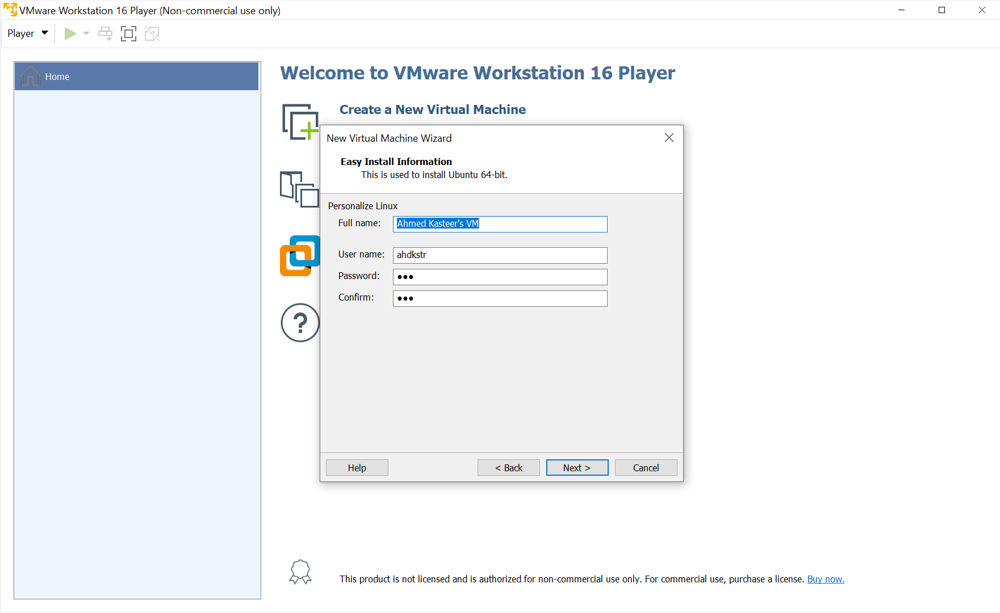 VMware Workstation 16 Player (Non-commercial use only)
Player
Home
Welcome to VMware Workstation 16 Player
Create a New Virtual Machine
New Virtual Machine Wizard
Easy Install Information
This is used to install Ubuntu 64-bit.
Personalize Linux
Full name: Ahmed Kasteer's VM
User name: ahdkstr
Password: ●●●
Confirm: ●●●
?
Help < Back Next > Cancel
This product is not licensed and is authorized for non-commercial use only. For commercial use, purchase a license. Buy now.